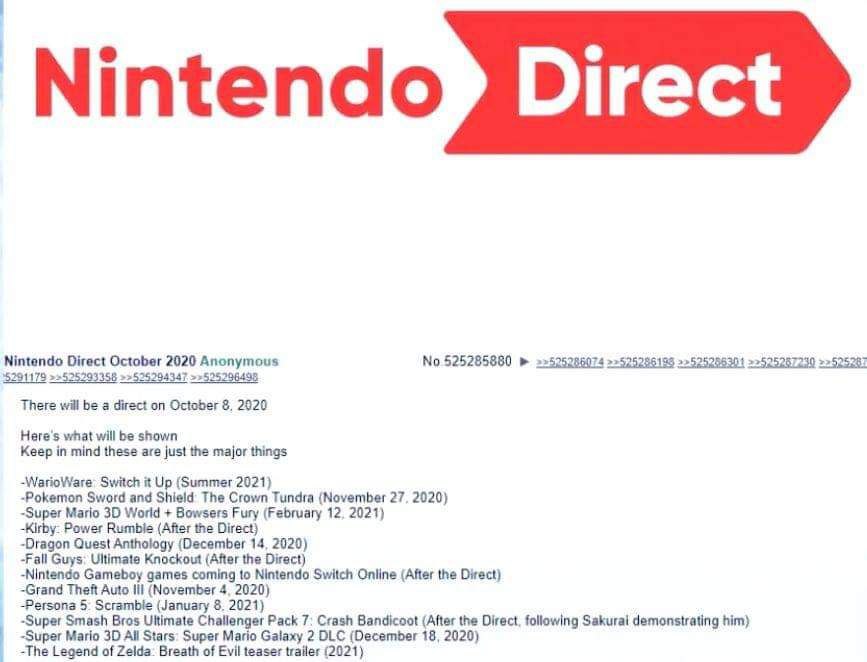 Nintendo Direct
Nintendo Direct October 2020 Anonymous No.525285880 ▶ >>525286074 >>525286198 >>525286301 >>525287230 >>525287
5291179 >>525293358 >>525294347 >>525296498
There will be a direct on October 8, 2020
Here's what will be shown
Keep in mind these are just the major things
-WarioWare: Switch it Up (Summer 2021)
-Pokemon Sword and Shield: The Crown Tundra (November 27, 2020)
-Super Mario 3D World + Bowsers Fury (February 12, 2021)
-Kirby: Power Rumble (After the Direct)
-Dragon Quest Anthology (December 14, 2020)
-Fall Guys: Ultimate Knockout (After the Direct)
-Nintendo Gameboy games coming to Nintendo Switch Online (After the Direct)
-Grand Theft Auto III (November 4, 2020)
-Persona 5: Scramble (January 8, 2021)
-Super Smash Bros Ultimate Challenger Pack 7: Crash Bandicoot (After the Direct, following Sakurai demonstrating him)
-Super Mario 3D All Stars: Super Mario Galaxy 2 DLC (December 18, 2020)
-The Legend of Zelda: Breath of Evil teaser trailer (2021)